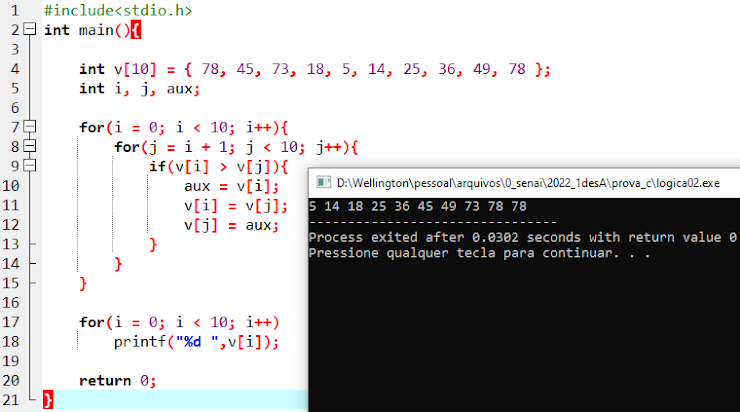 1 #include<stdio.h>
2 int main(){
3
4 int v[10] = { 78, 45, 73, 18, 5, 14, 25, 36, 49, 78 };
5 int i, j, aux;
6
7 for(i = 0; i < 10; i++){
8 for(j = i + 1; j < 10; j++){
9 if(v[i] > v[j]){
10 aux = v[i];
11 v[i] = v[j];
12 v[j] = aux;
13 }
14 }
15 }
16
17 for(i = 0; i < 10; i++)
18 printf("%d ",v[i]);
19
20 return 0;
21 }
D:\Wellington\pessoal\arquivos\0_senai\2022_1desA\prova_c\logica02.exe
5 14 18 25 36 45 49 73 78 78
--------------------------------
Process exited after 0.0302 seconds with return value 0
Pressione qualquer tecla para continuar. . .